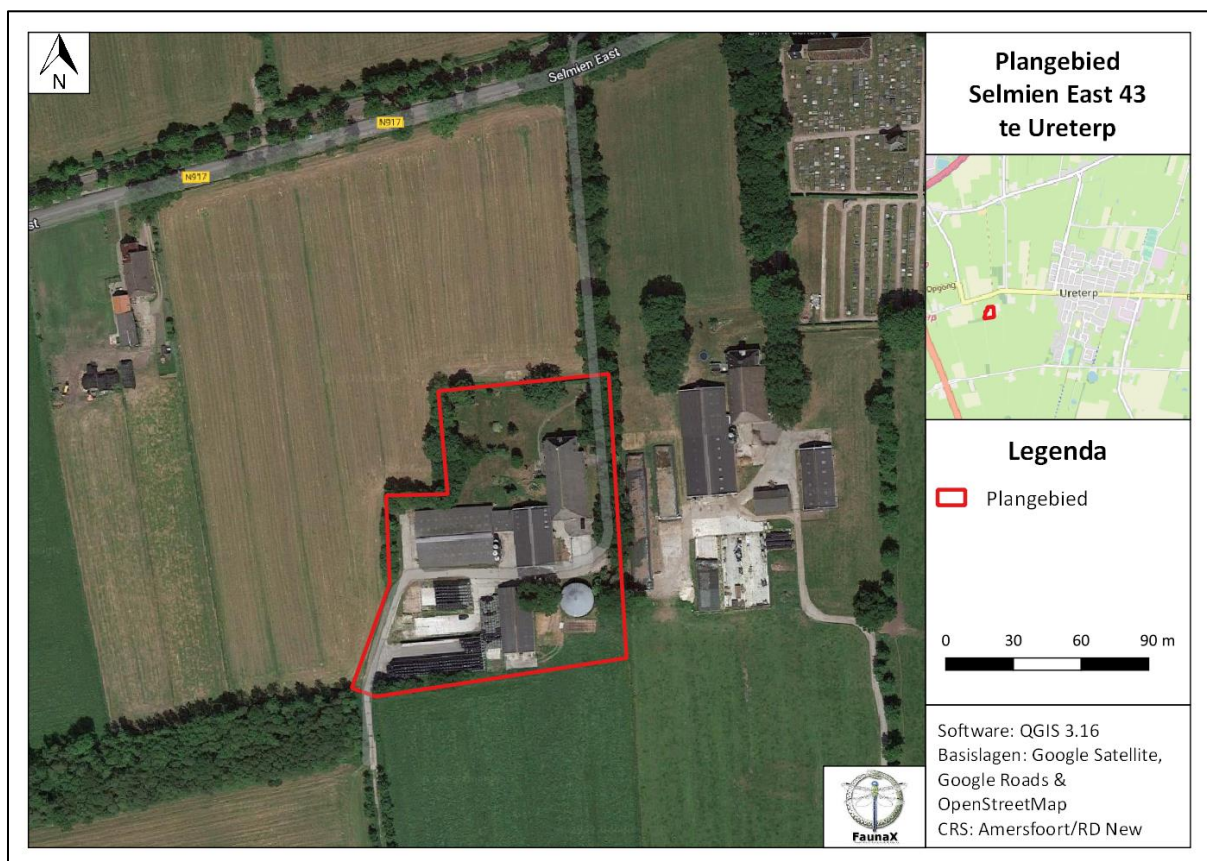 N
Selmien East
N917
N917
st
Plangebied
Selmien East 43
te Ureterp
Opgong
Ureterp
Legenda
Plangebied
0 30 60 90 m
Software: QGIS 3.16
Basislagen: Google Satellite,
Google Roads &
OpenStreetMap
CRS: Amersfoort/RD New
FaunaX